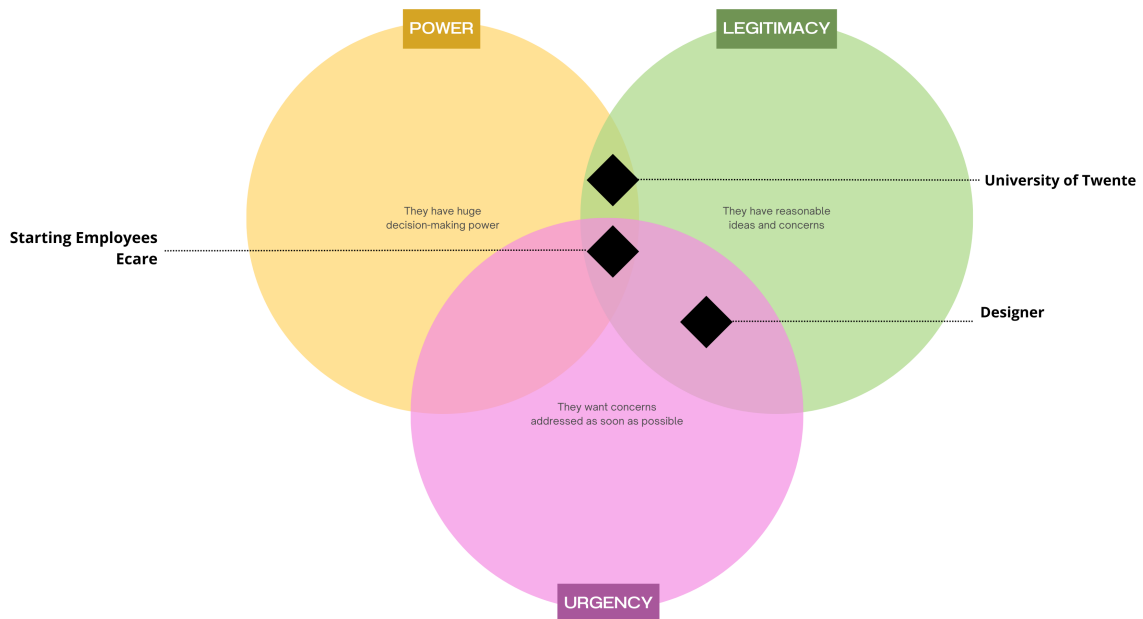 POWER
LEGITIMACY
University of Twente
They have huge
decision-making power
They have reasonable
ideas and concerns
Starting Employees
Ecare
Designer
They want concerns
addressed as soon as possible
URGENCY